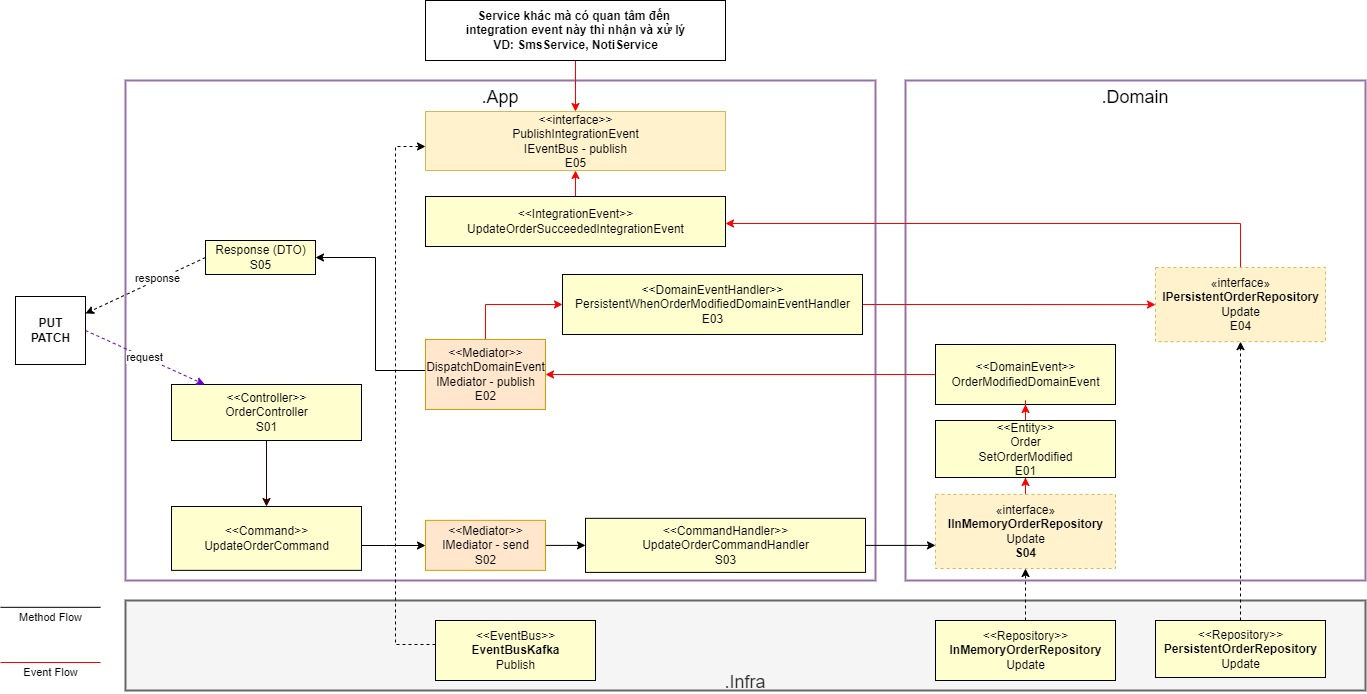 Service khác mà có quan tâm đến
integration event này thì nhận và xử lý
VD: SmsService, NotiService
.App
.Domain
<<interface>>
PublishIntegrationEvent
IEventBus - publish
E05
<<IntegrationEvent>>
UpdateOrderSucceededIntegrationEvent
Response (DTO)
S05
response
PUT
PATCH
request
<<DomainEventHandler>>
PersistentWhenOrderModifiedDomainEventHandler
E03
«interface»
IPersistentOrderRepository
Update
E04
<<Mediator>>
DispatchDomainEvent
IMediator - publish
E02
<<DomainEvent>>
OrderModifiedDomainEvent
<<Controller>>
OrderController
S01
<<Entity>>
Order
SetOrderModified
E01
«interface»
IInMemoryOrderRepository
Update
S04
<<Command>>
UpdateOrderCommand
<<Mediator>>
IMediator - send
S02
<<CommandHandler>>
UpdateOrderCommandHandler
S03
Method Flow
Event Flow
<<EventBus>>
EventBusKafka
Publish
<<Repository>>
InMemoryOrderRepository
Update
<<Repository>>
PersistentOrderRepository
Update
.Infra